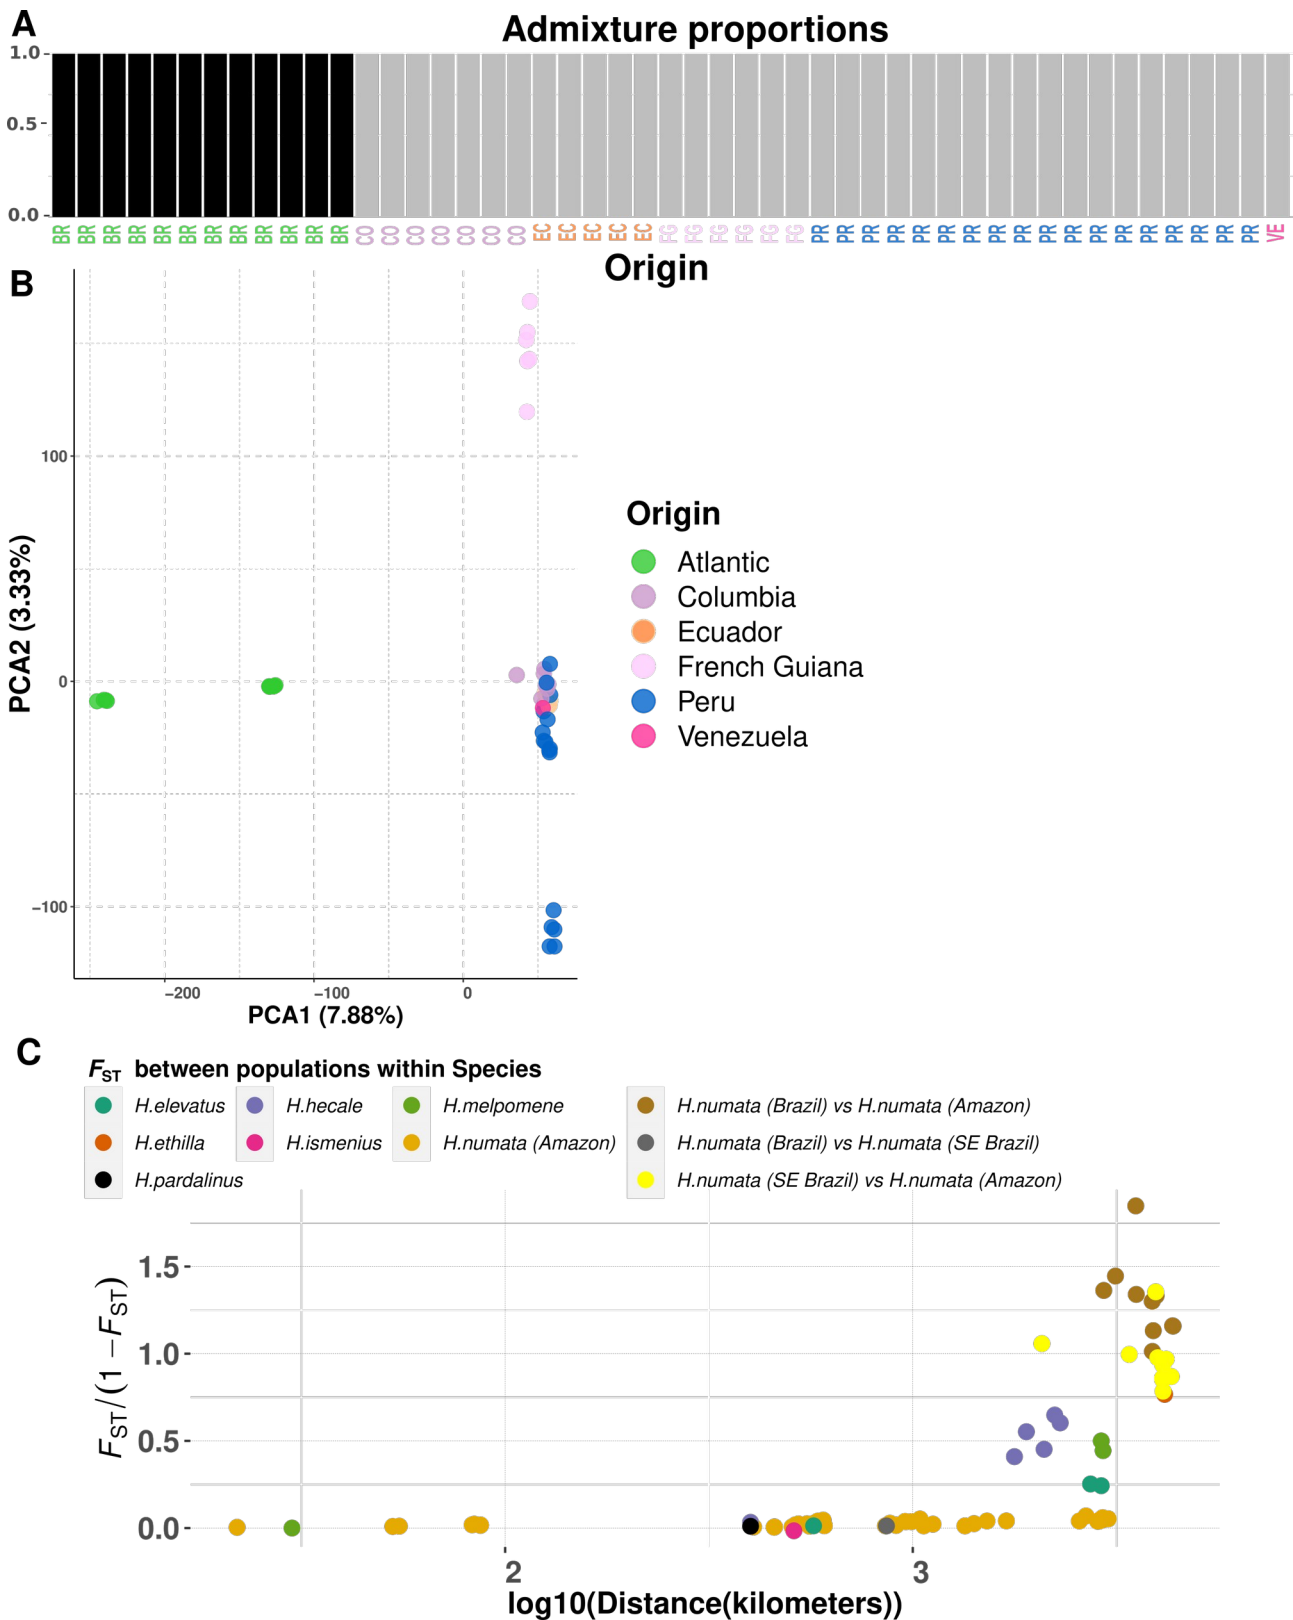 A
Admixture proportions
1.0
0.5
0.0
BR BR BR BR BR BR BR BR BR BR BR BR CO CO CO CO CO CO CO EC EC EC EC EC FG FG FG FG FG FG PR PR PR PR PR PR PR PR PR PR PR PR PR PR PR PR PR PR VE
Origin
B
PCA2 (3.33%)
100
0
−100
−200 −100 0
PCA1 (7.88%)
Origin
Atlantic
Columbia
Ecuador
French Guiana
Peru
Venezuela
C
FST between populations within Species
H.elevatus H.hecale H.melpomene H.numata (Brazil) vs H.numata (Amazon)
H.ethilla H.ismenius H.numata (Amazon) H.numata (Brazil) vs H.numata (SE Brazil)
H.pardalinus H.numata (SE Brazil) vs H.numata (Amazon)
FST/(1 −FST)
1.5
1.0
0.5
0.0
2 3
log10(Distance(kilometers))